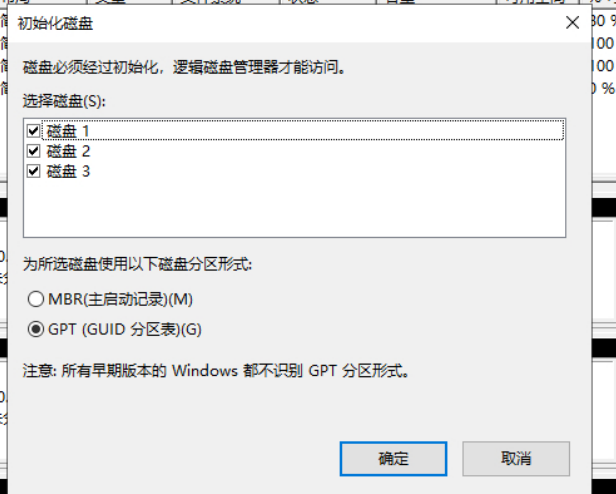 初始化磁盘
磁盘必须经过初始化，逻辑磁盘管理器才能访问。
选择磁盘(S):
磁盘 1
磁盘 2
磁盘 3
为所选磁盘使用以下磁盘分区形式:
MBR(主启动记录)(M)
GPT (GUID 分区表)(G)
注意: 所有早期版本的 Windows 都不识别 GPT 分区形式。
确定
取消